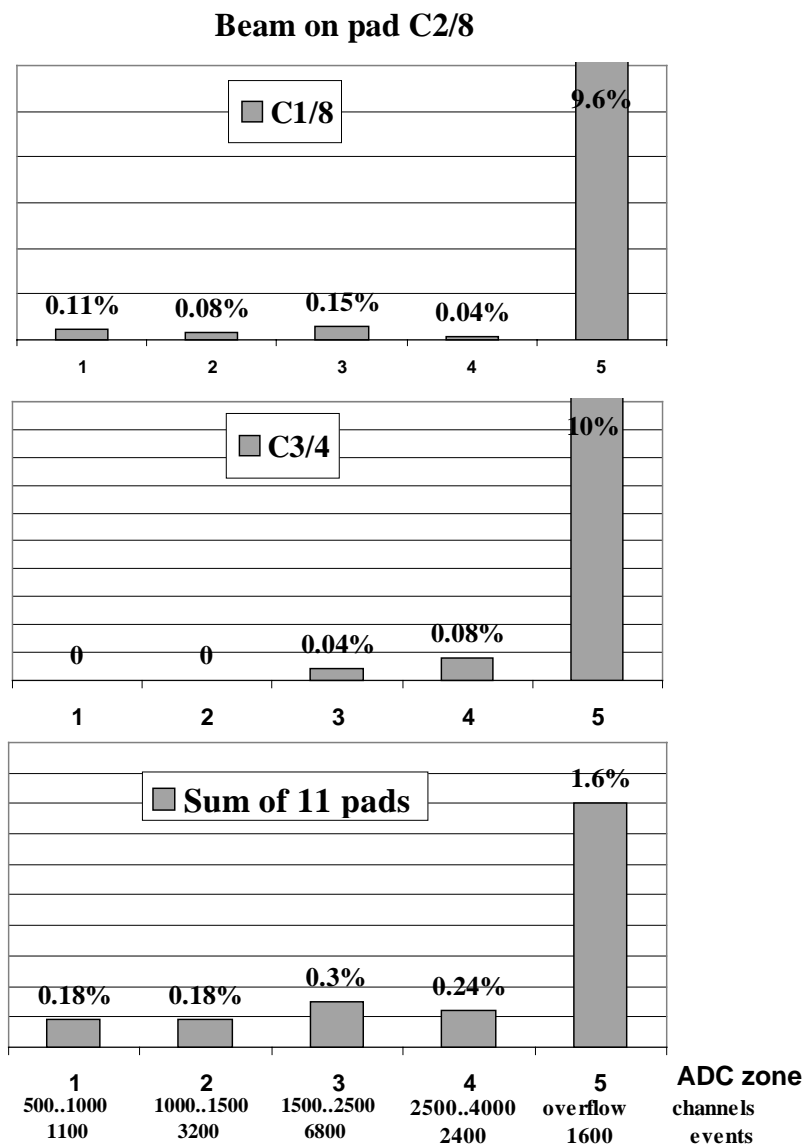 Beam on pad C2/8
C1/8
9.6%
0.11% 0.08% 0.15% 0.04%
1 2 3 4 5
C3/4
10%
0 0 0.04% 0.08%
1 2 3 4 5
Sum of 11 pads
1.6%
0.18% 0.18% 0.3% 0.24%
1 2 3 4 5 ADC zone
500..1000 1000..1500 1500..2500 2500..4000 overflow channels
1100 3200 6800 2400 1600 events